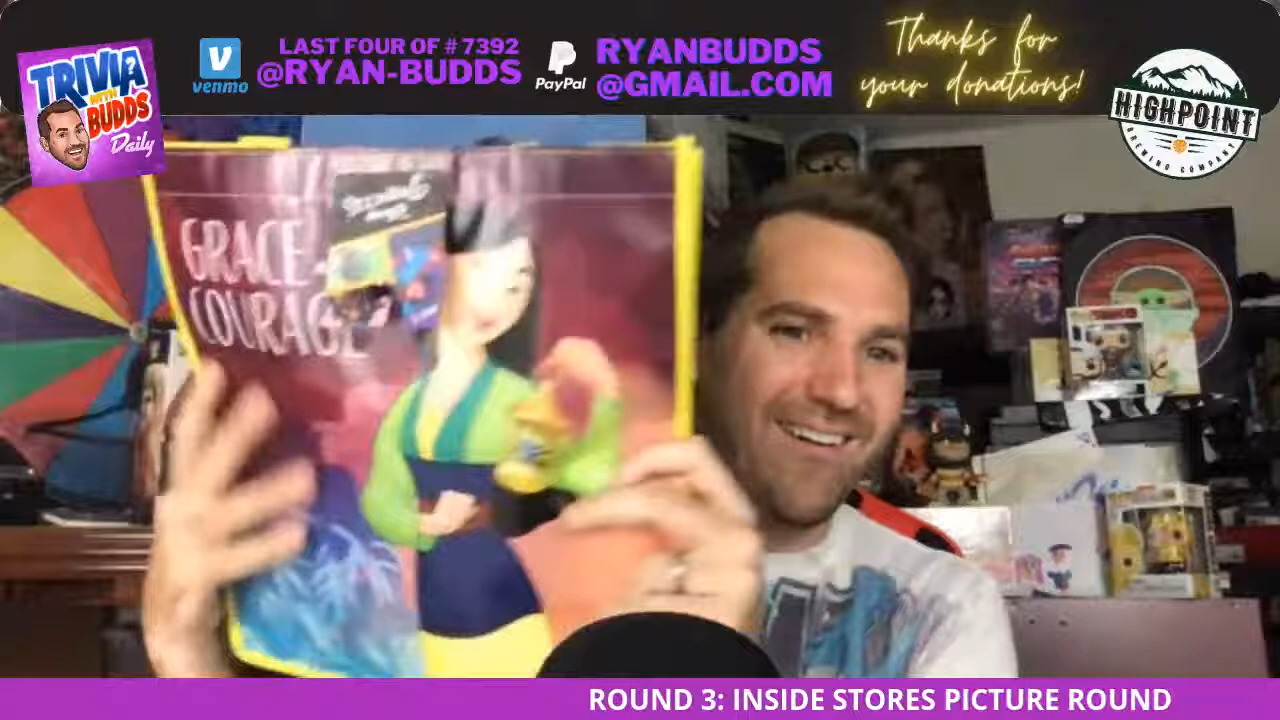 TRIVIA
WITH
BUDDS
Daily
venmo
LAST FOUR OF # 7392
@RYAN-BUDDS
PayPal
RYANBUDDS
@GMAIL.COM
Thanks for
your donations!
HIGHPOINT
BREWING COMPANY
GRACE
COURAGE
ROUND 3: INSIDE STORES PICTURE ROUND